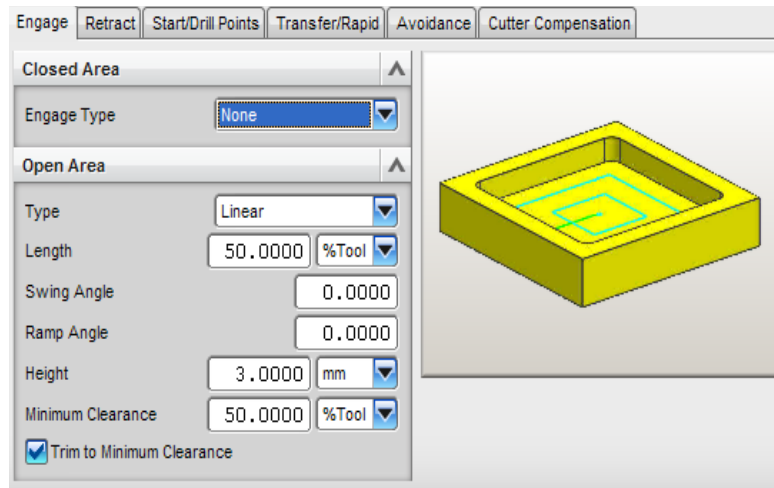 Engage Retract Start/Drill Points Transfer/Rapid Avoidance Cutter Compensation
Closed Area
Engage Type None
Open Area
Type Linear
Length 50.0000 %Tool
Swing Angle 0.0000
Ramp Angle 0.0000
Height 3.0000 mm
Minimum Clearance 50.0000 %Tool
Trim to Minimum Clearance